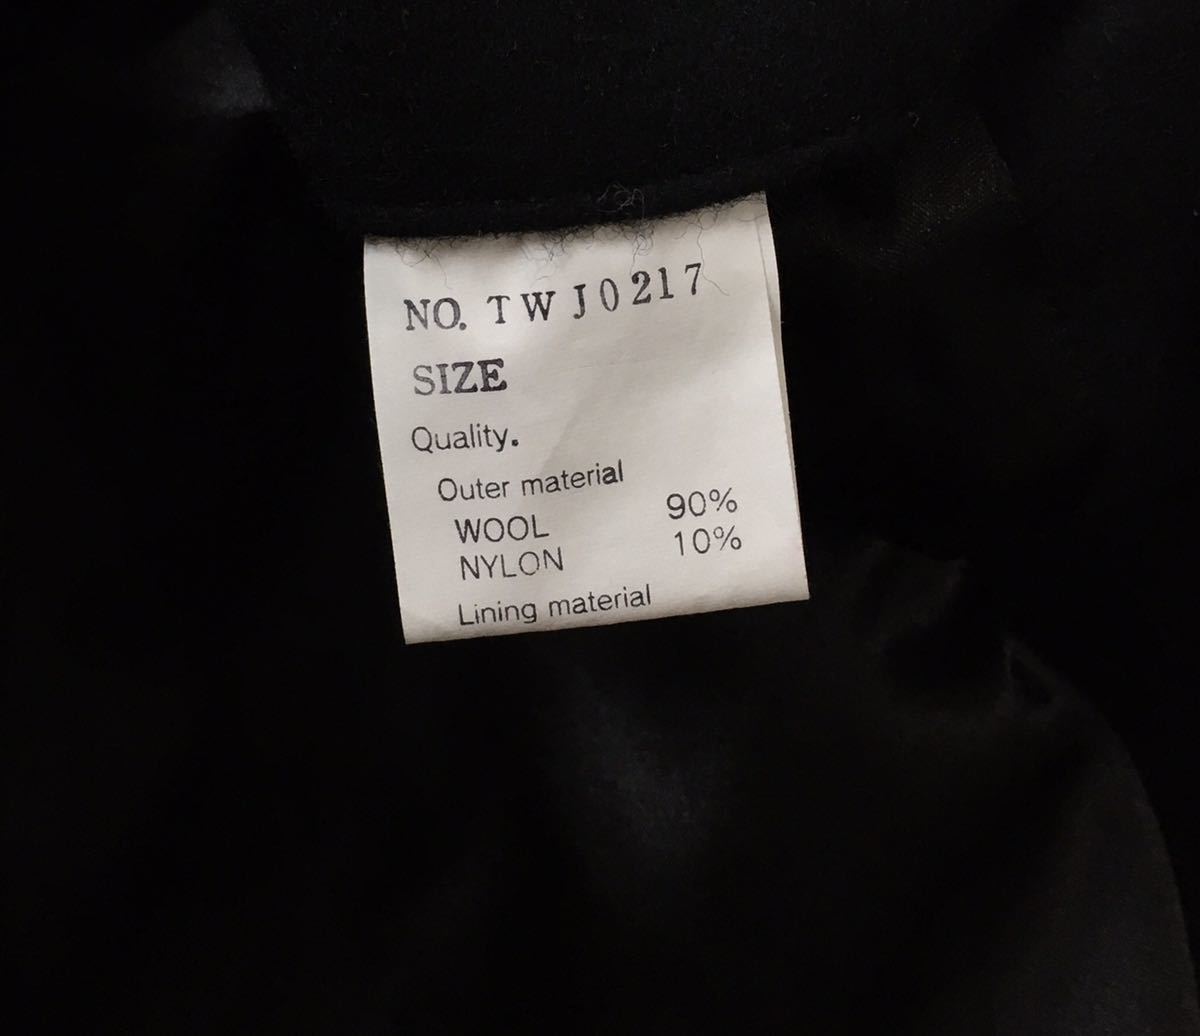 NO. TWJ0217
SIZE
Quality.
Outer material
WOOL 90%
NYLON 10%
Lining material